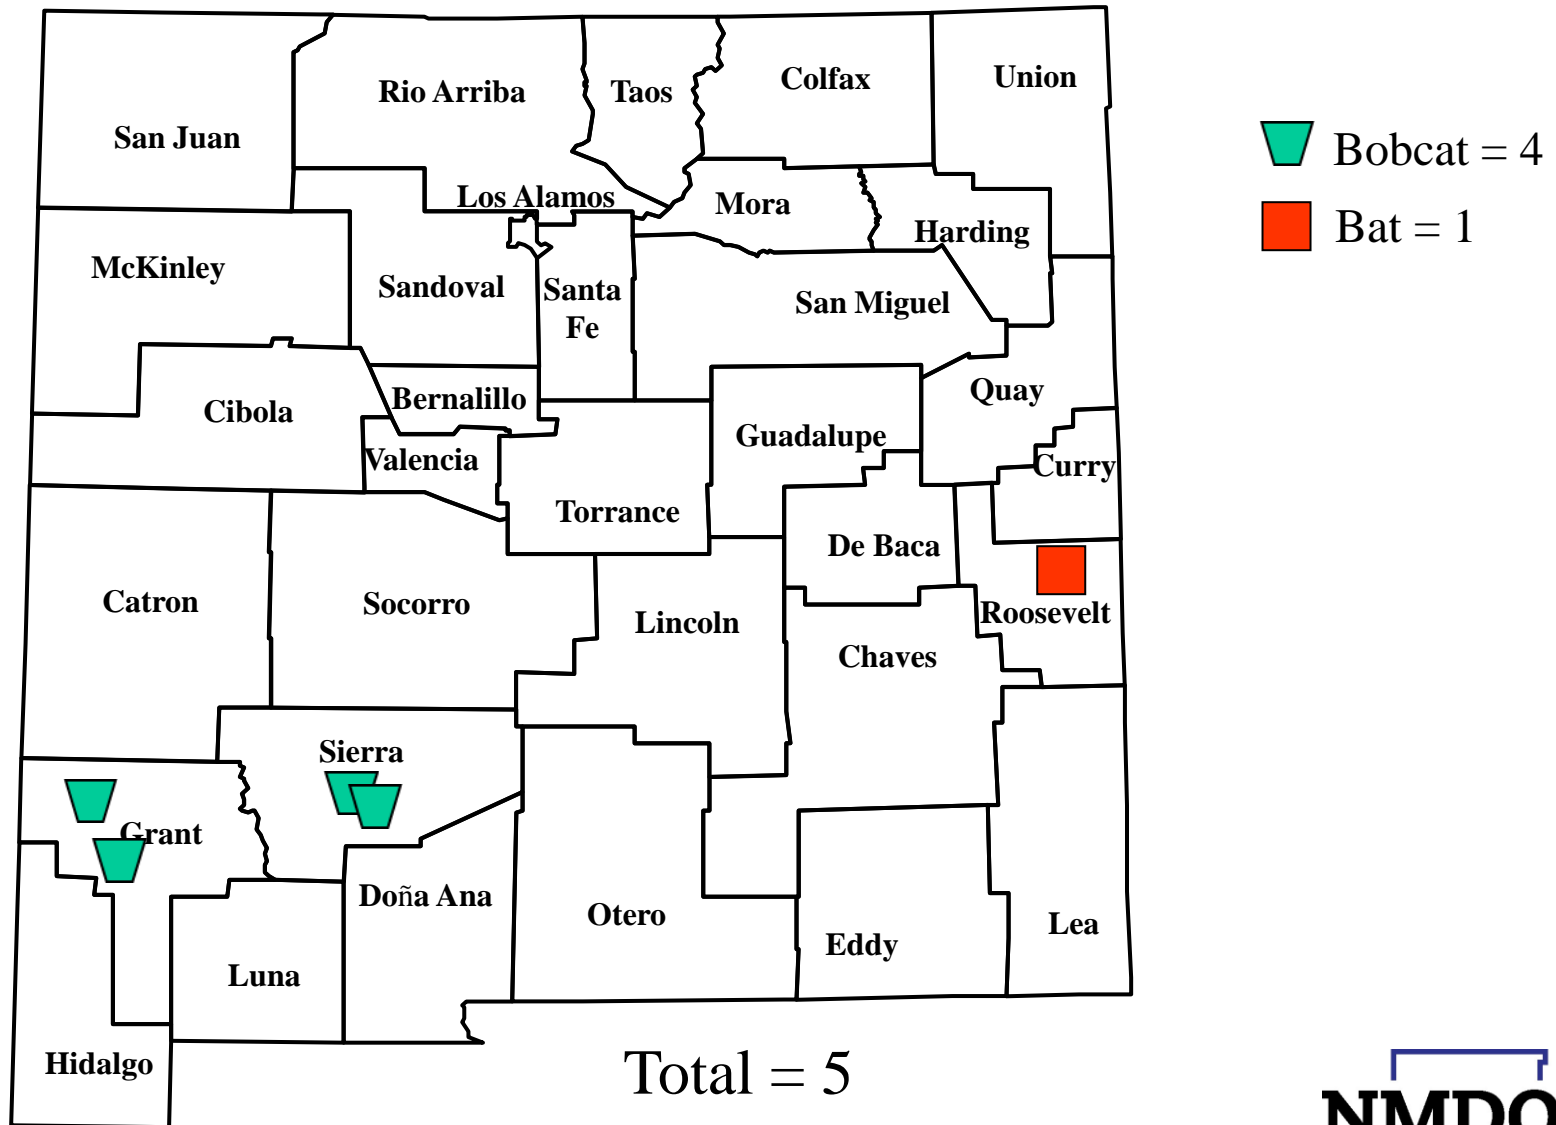 Rio Arriba
Taos
Colfax
Union
San Juan
Los Alamos
Mora
Harding
McKinley
Sandoval
Santa
Fe
San Miguel
Bernalillo
Cibola
Quay
Guadalupe
Valencia
Curry
Torrance
De Baca
Catron
Socorro
Lincoln
Roosevelt
Chaves
Sierra
Grant
Doña Ana
Otero
Eddy
Lea
Luna
Hidalgo
Bobcat = 4
Bat = 1
Total = 5
NMDO